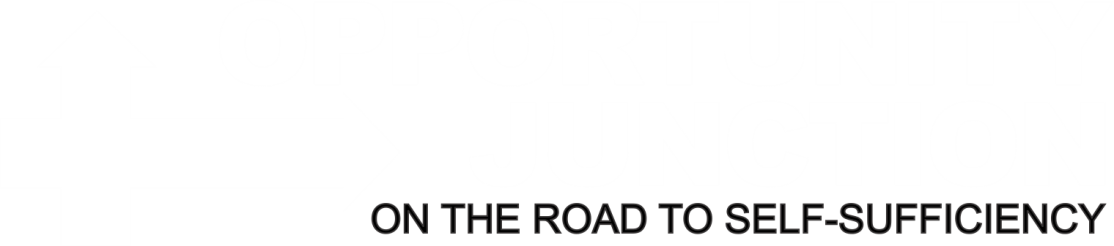 ON THE ROAD TO SELF-SUFFICIENCY